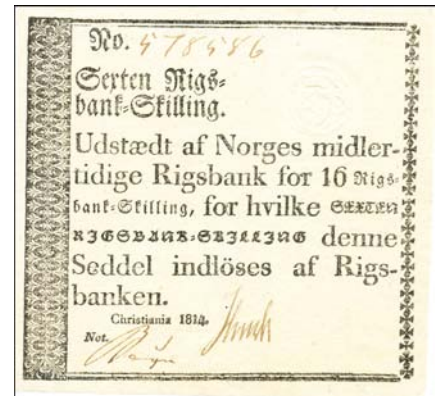 No. 578586
Sexten Rigs=
bank=Skilling.
Udstædt af Norges midler-
tidige Rigsbank for 16 Rigs=
bank=Skilling, for hvilke SEXTEN
RIGSBANK=SKILLING denne
Seddel indlöses af Rigs-
banken.
Christiania 1814.
Not.